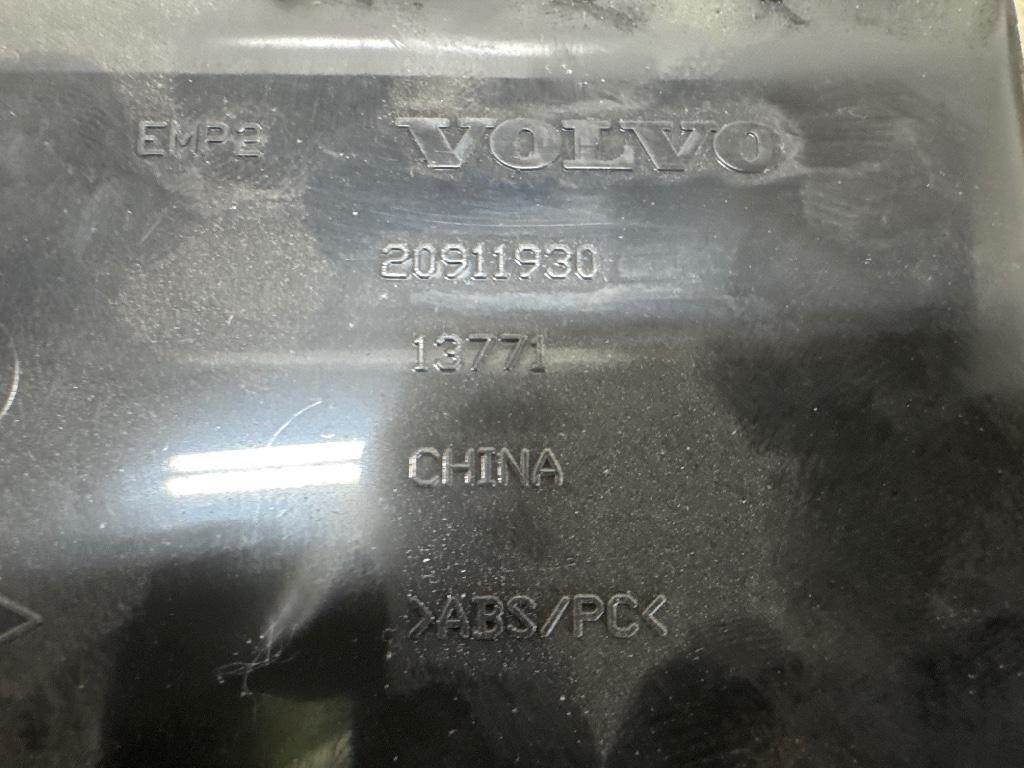 EMP2 VOLVO
20911930
13771
CHINA
>ABS/PC<